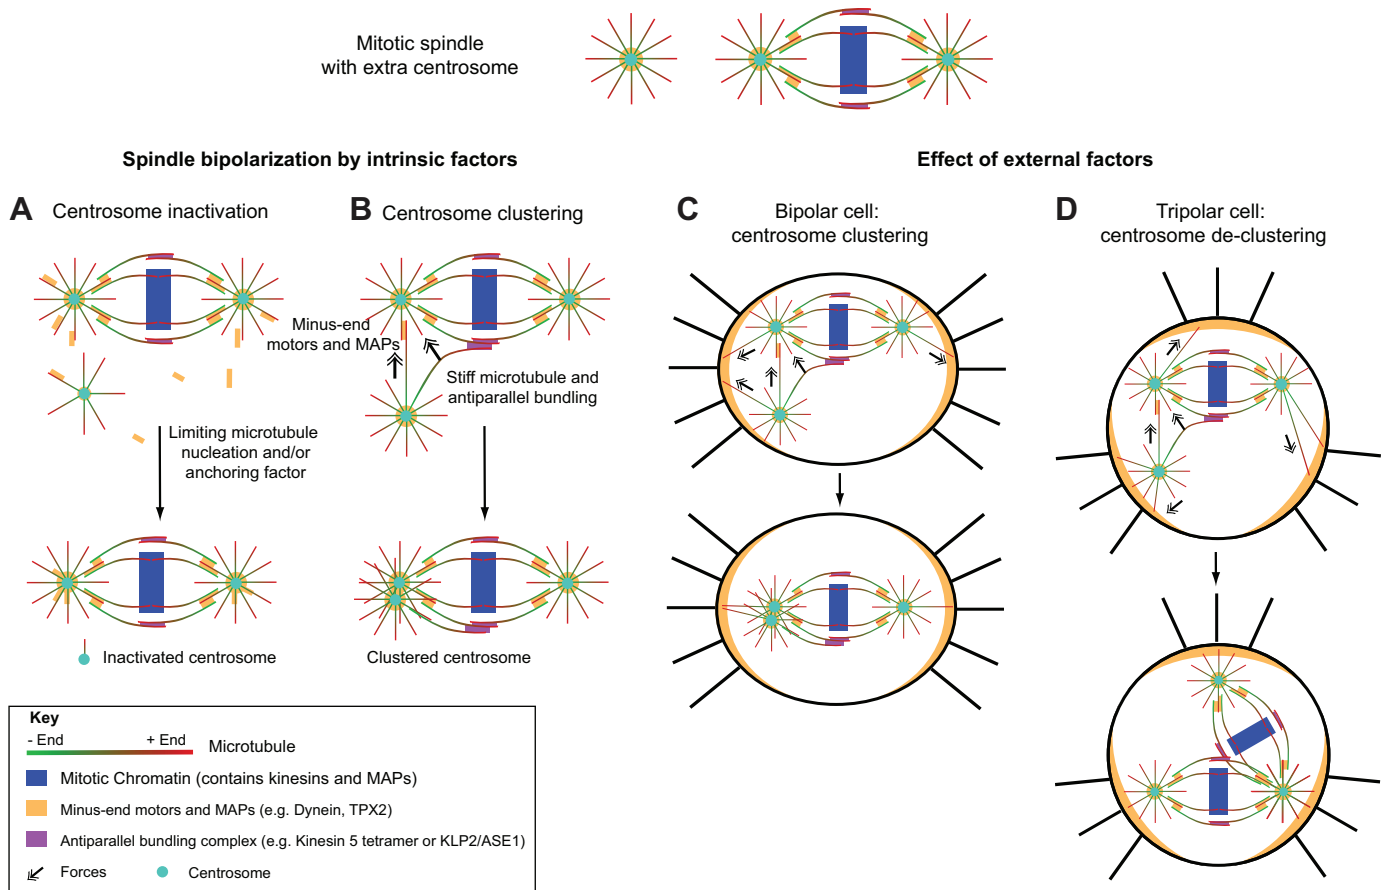 Mitotic spindle
with extra centrosome
Spindle bipolarization by intrinsic factors
Effect of external factors
A
Centrosome inactivation
B
Centrosome clustering
C
Bipolar cell:
centrosome clustering
D
Tripolar cell:
centrosome de-clustering
Minus-end
motors and MAPs
Stiff microtubule and
antiparallel bundling
Limiting microtubule
nucleation and/or
anchoring factor
Inactivated centrosome
Clustered centrosome
Key
- End
+ End
Microtubule
Mitotic Chromatin (contains kinesins and MAPs)
Minus-end motors and MAPs (e.g. Dynein, TPX2)
Antiparallel bundling complex (e.g. Kinesin 5 tetramer or KLP2/ASE1)
Forces
Centrosome